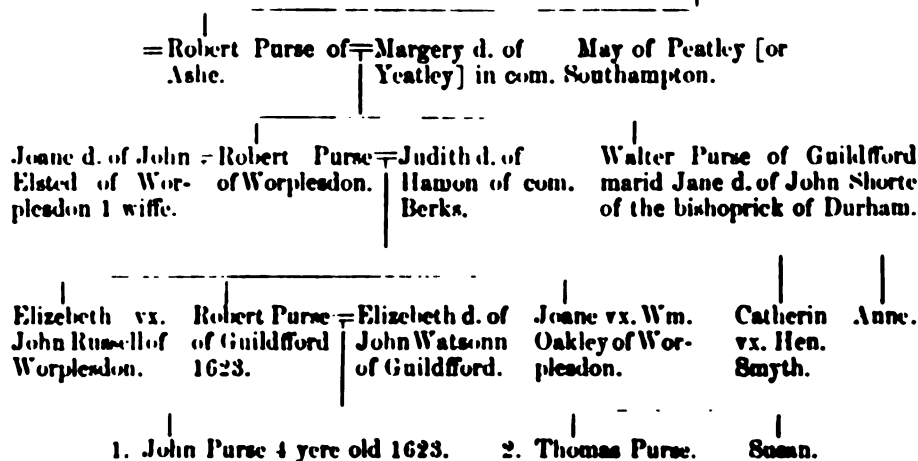 =Robert Purse of=Margery d. of May of Peatley [or
Ashe. Yeatley] in com. Southampton.
Joane d. of John = Robert Purse=Judith d. of Walter Purse of Guildfford
Elsted of Wor- of Worplesdon. Hamon of com. marid Jane d. of John Shorte
plesdon 1 wiffe. Berks. of the bishoprick of Durham.
Elizebeth vx. Robert Purse=Elizebeth d. of Joane vx. Wm. Catherin Anne.
John Russell of of Guildfford John Watsonn Oakley of Wor- vx. Hen.
Worplesdon. 1623. of Guildfford. plesdon. Smyth.
1. John Purse 4 yere old 1623. 2. Thomas Purse. Susan.